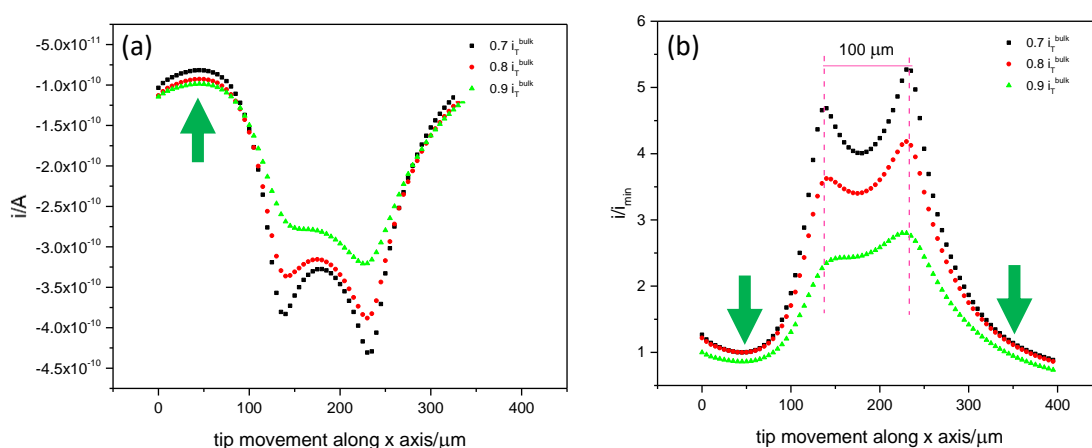 (a)
0.7 i_T^bulk
0.8 i_T^bulk
0.9 i_T^bulk
-5.0x10^-11
-1.0x10^-10
-1.5x10^-10
-2.0x10^-10
-2.5x10^-10
-3.0x10^-10
-3.5x10^-10
-4.0x10^-10
-4.5x10^-10
i/A
0 100 200 300 400
tip movement along x axis/μm
(b)
100 μm
0.7 i_T^bulk
0.8 i_T^bulk
0.9 i_T^bulk
6
5
4
3
2
1
i/i_min
0 100 200 300 400
tip movement along x axis/μm